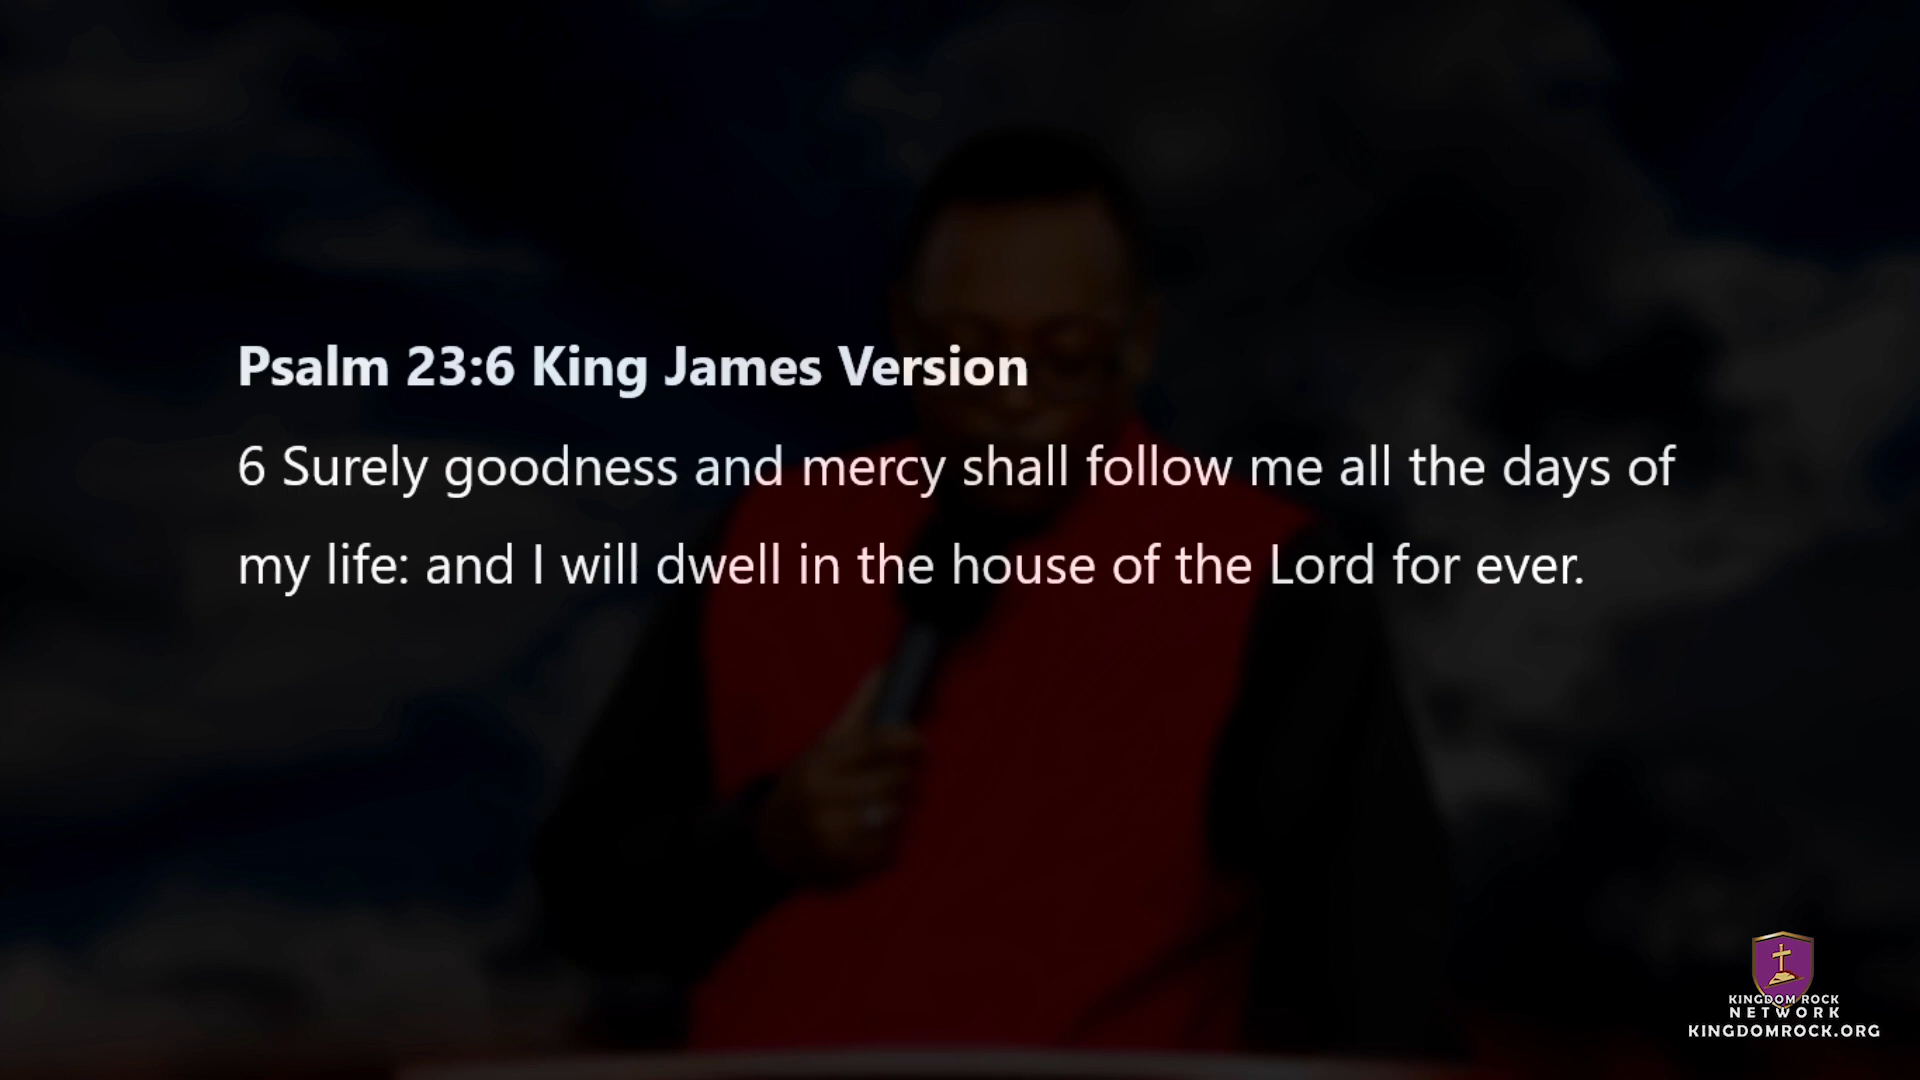 Psalm 23:6 King James Version
6 Surely goodness and mercy shall follow me all the days of
my life: and I will dwell in the house of the Lord for ever.
KINGDOM ROCK
NETWORK
KINGDOMROCK.ORG